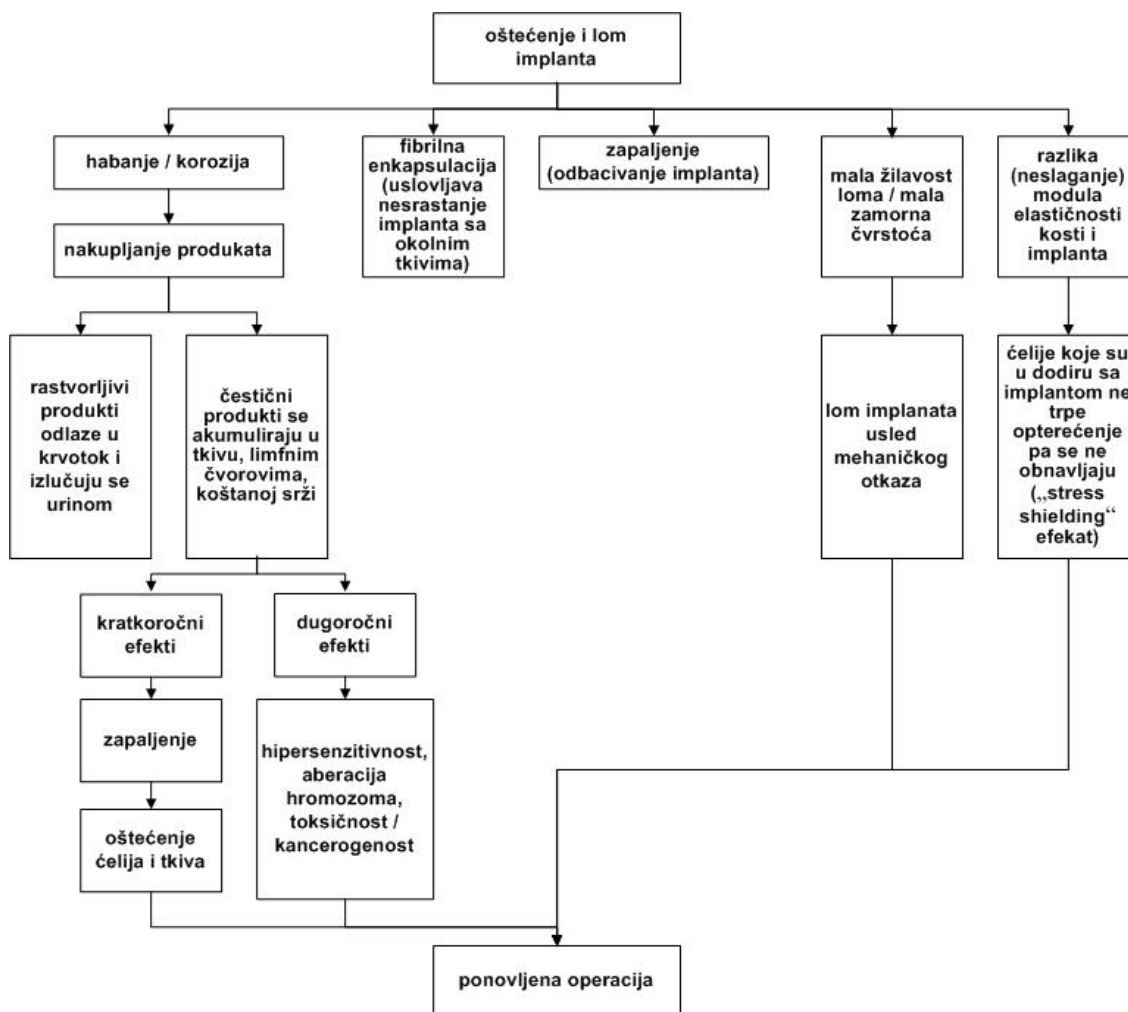 oštećenje i lom
implanta
habanje / korozija
fibrilna
enkapsulacija
(uslovljava
nesrastanje
implanta sa
okolnim
tkivima)
zapaljenje
(odbacivanje implanta)
mala žilavost
loma / mala
zamorna
čvrstoća
razlika
(neslaganje)
modula
elastičnosti
kosti i
implanta
nakupljanje produkata
rastvorljivi
produkti
odlaze u
krvotok i
izlučuju se
urinom
čestični
produkti se
akumuliraju u
tkivu, limfnim
čvorovima,
koštanoj srži
lom implanata
usled
mehaničkog
otkaza
ćelije koje su
u dodiru sa
implantom ne
trpe
opterećenje
pa se ne
obnavljaju
(„stress
shielding“
efekat)
kratkoročni
efekti
dugoročni
efekti
zapaljenje
hipersenzitivnost,
aberacija
hromozoma,
toksičnost /
kancerogenost
oštećenje
ćelija i tkiva
ponovljena operacija